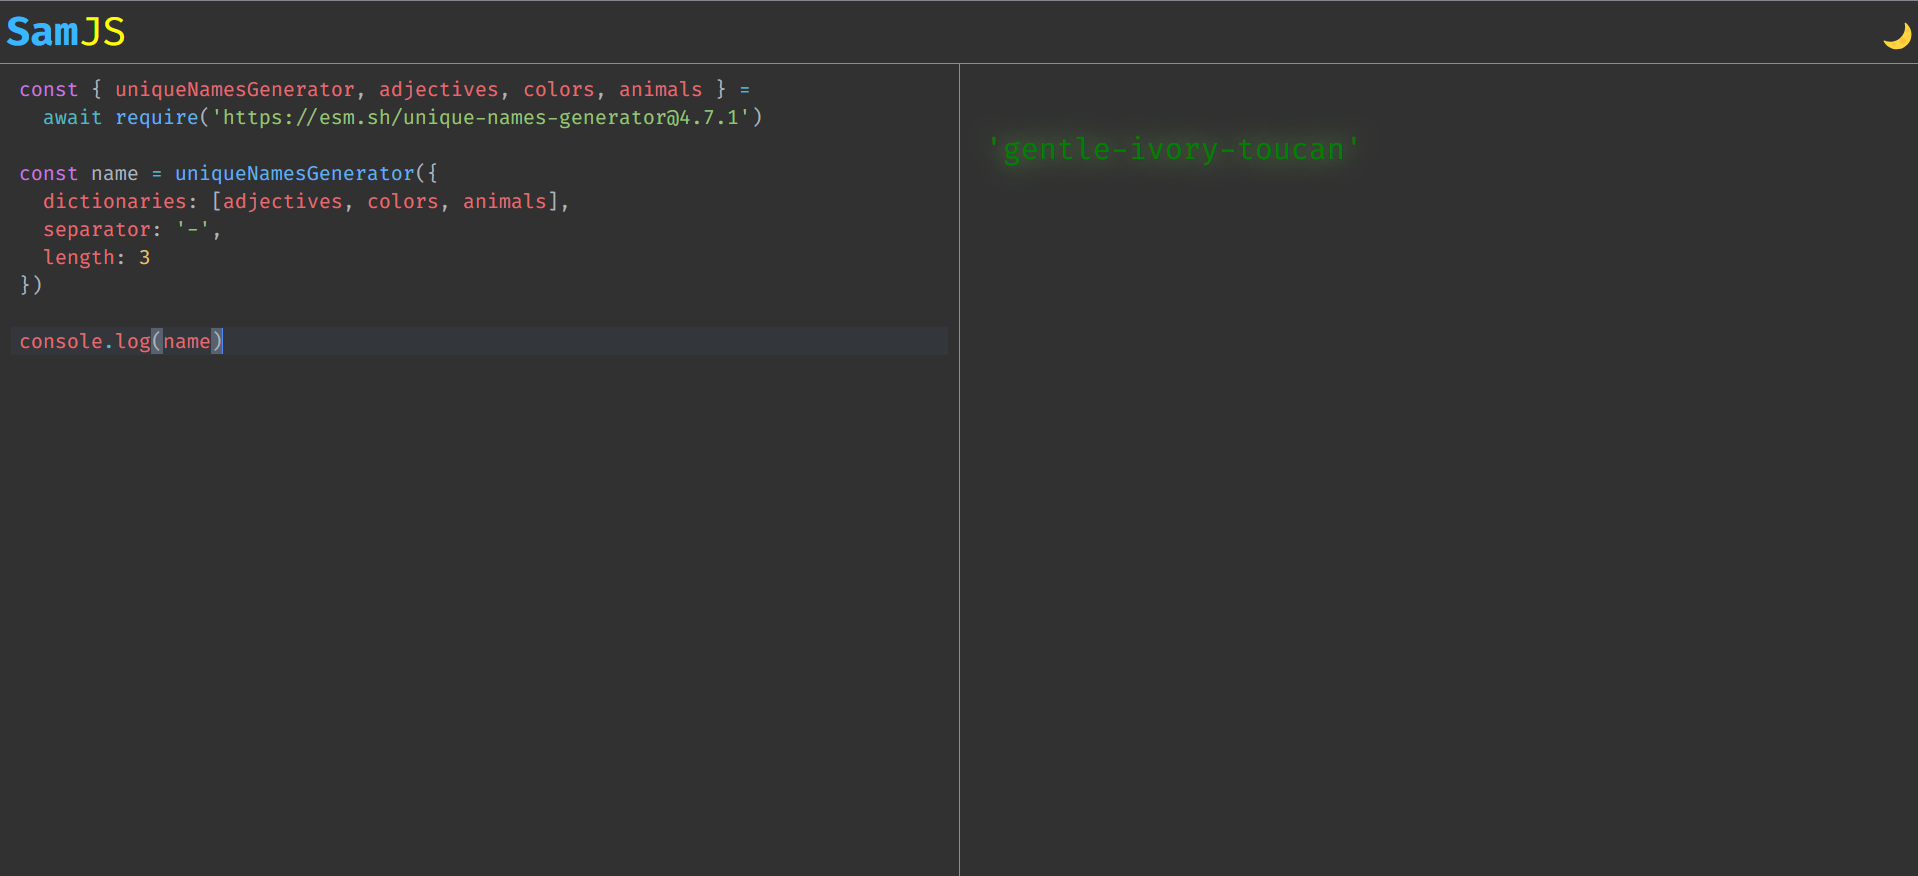 SamJS
const { uniqueNamesGenerator, adjectives, colors, animals } =
  await require('https://esm.sh/unique-names-generator@4.7.1')
const name = uniqueNamesGenerator({
  dictionaries: [adjectives, colors, animals],
  separator: '-',
  length: 3
})
console.log(name)
'gentle-ivory-toucan'